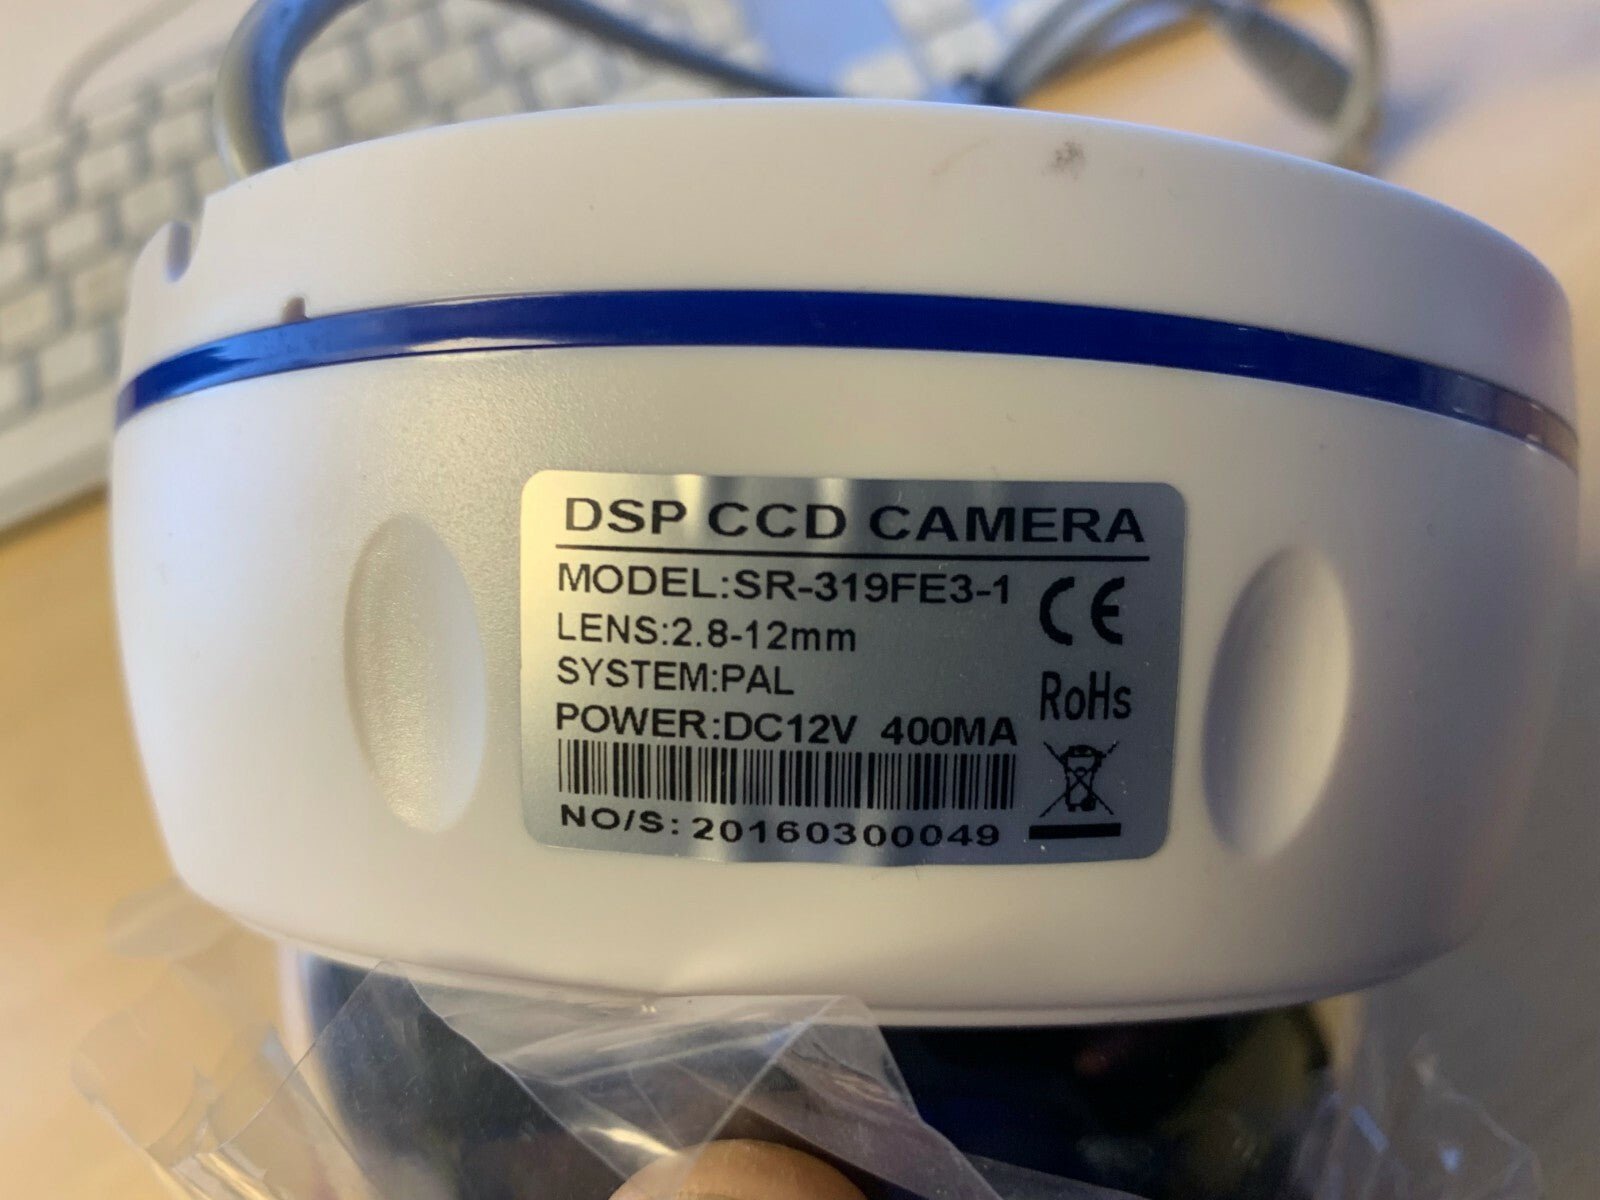 DSP CCD CAMERA
MODEL:SR-319FE3-1
CE
LENS:2.8-12mm
SYSTEM:PAL
RoHs
POWER:DC12V 400MA
NO/S: 20160300049